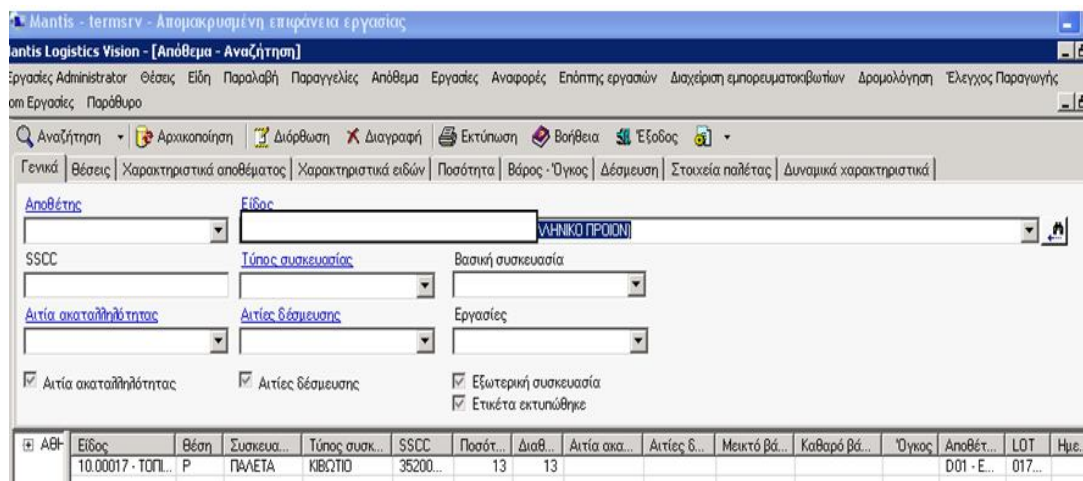 Mantis - termsrv - Απομακρυσμένη επιφάνεια εργασίας
Mantis Logistics Vision - [Απόθεμα - Αναζήτηση]
Εργασίες Administrator Θέσεις Είδη Παραλαβή Παραγγελίες Απόθεμα Εργασίες Αναφορές Επόπτης εργασιών Διαχείριση εμπορευματοκιβωτίων Δρομολόγηση Έλεγχος Παραγωγής
om Εργασίες Παράθυρο
Αναζήτηση Αρχικοποίηση Διόρθωση Διαγραφή Εκτύπωση Βοήθεια Έξοδος
Γενικά Θέσεις Χαρακτηριστικά αποθέματος Χαρακτηριστικά ειδών Ποσότητα Βάρος - Όγκος Δέσμευση Στοιχεία παλέτας Δυναμικά χαρακτηριστικά
Αποθέτης Είδος
ΛΛΗΝΙΚΟ ΠΡΟΙΟΝ)
SSCC Τύπος συσκευασίας Βασική συσκευασία
Αιτία ακαταλληλότητας Αιτίες δέσμευσης Εργασίες
Αιτία ακαταλληλότητας Αιτίες δέσμευσης Εξωτερική συσκευασία
Ετικέτα εκτυπώθηκε
ΑΘΗ Είδος Θέση Συσκευα... Τύπος συσκ... SSCC Ποσότ... Διαθ... Αιτία ακα... Αιτίες δ... Μεικτό βά... Καθαρό βά... Όγκος Αποθέτ... LOT Ημε...
10.00017 - ΤΟΠΙ... P ΠΑΛΕΤΑ ΚΙΒΩΤΙΟ 35200... 13 13 D01 - E... 017...